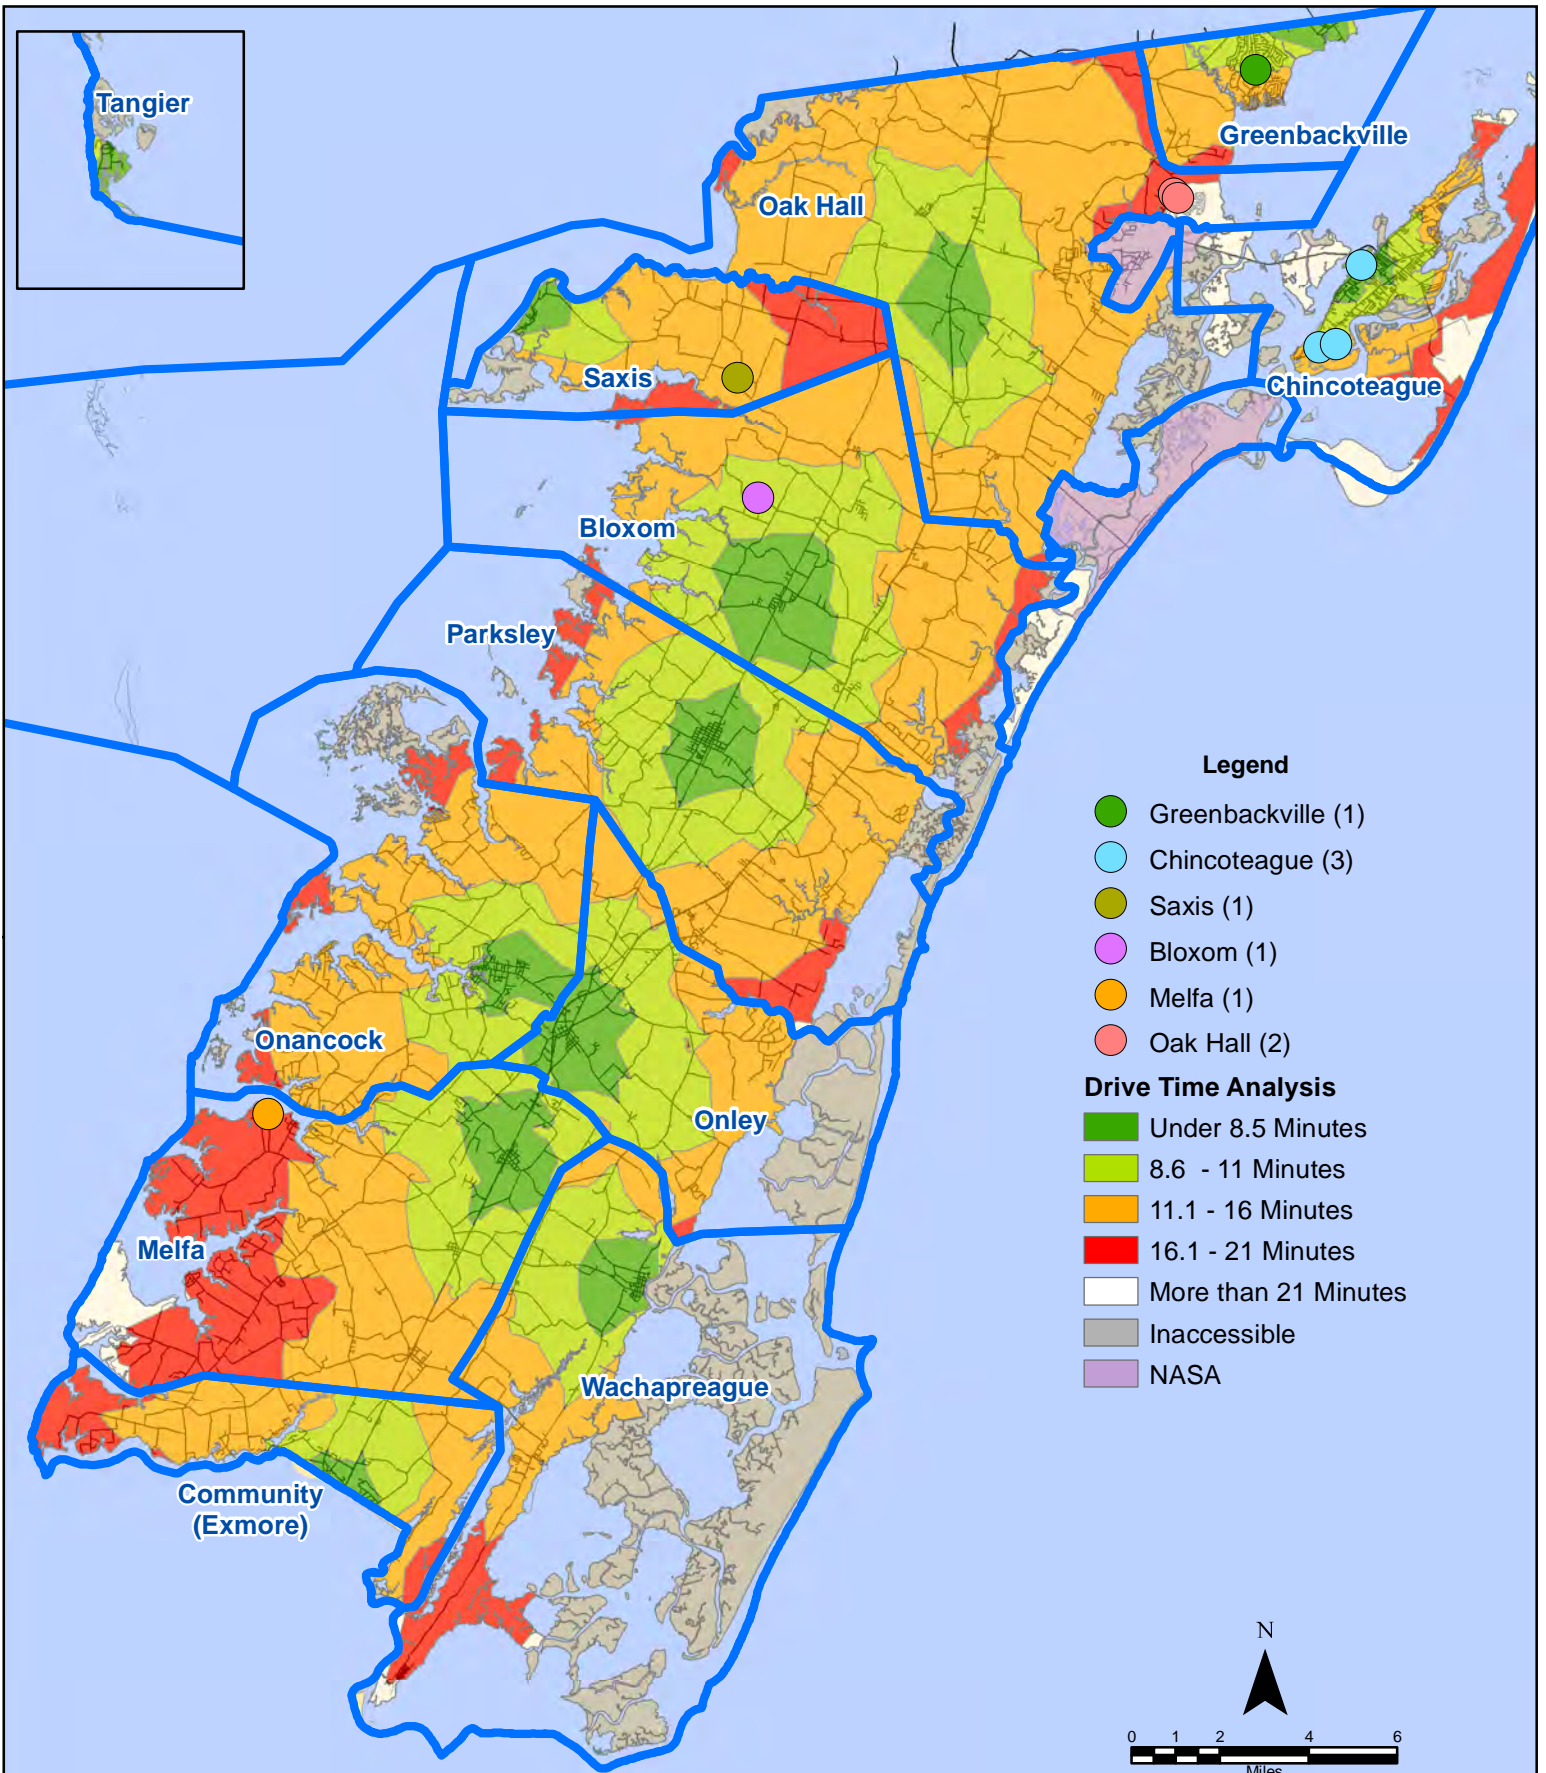 Tangier
Greenbackville
Oak Hall
Saxis
Chincoteague
Bloxom
Parksley
Legend
Greenbackville (1)
Chincoteague (3)
Saxis (1)
Bloxom (1)
Melfa (1)
Oak Hall (2)
Drive Time Analysis
Under 8.5 Minutes
8.6 - 11 Minutes
11.1 - 16 Minutes
16.1 - 21 Minutes
More than 21 Minutes
Inaccessible
NASA
Onancock
Onley
Melfa
Wachapreague
Community
(Exmore)
N
0 1 2 4 6
Miles